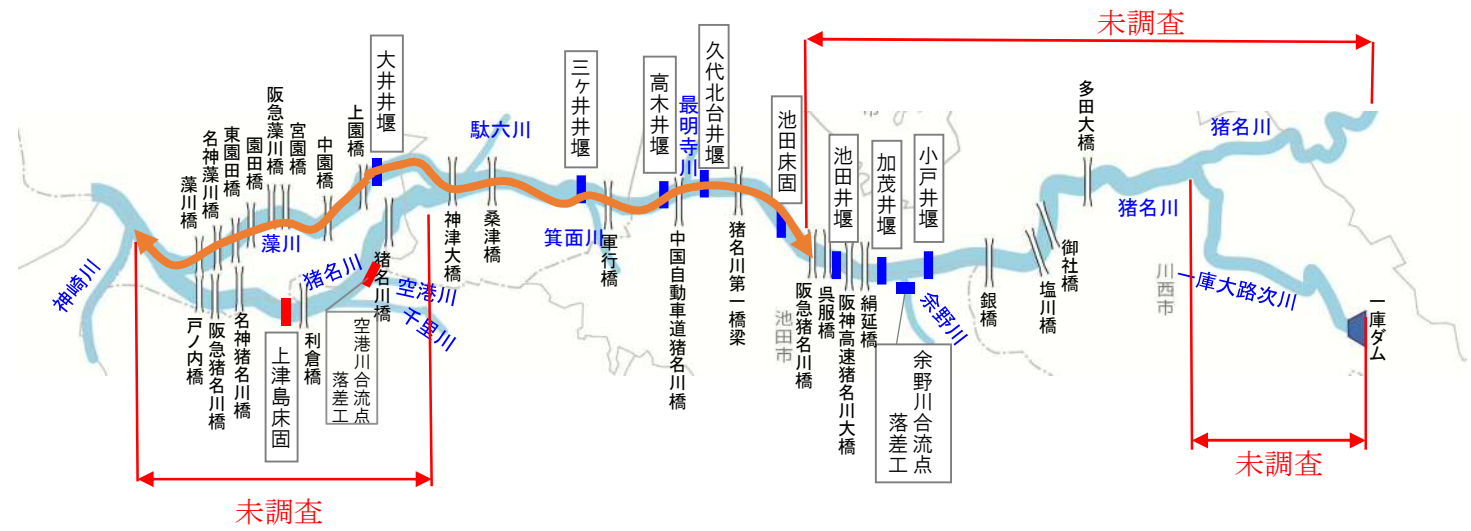 未調査
大井井堰
三ヶ井井堰
高木井堰
最明寺川
久代北台井堰
池田床固
池田井堰
加茂井堰
小戸井堰
多田大橋
猪名川
駄六川
藻川橋
名神藻川橋
東園田橋
園田橋
阪急藻川橋
宮園橋
中園橋
上園橋
藻川
神崎川
猪名川
猪名川橋
空港川
千里川
神津大橋
桑津橋
箕面川
軍行橋
中国自動車道猪名川橋
猪名川第一橋梁
池田市
阪急猪名川橋
呉服橋
阪神高速猪名川大橋
絹延橋
余野川
銀橋
塩川橋
御社橋
猪名川
川西市
一庫大路次川
一庫ダム
戸ノ内橋
阪急猪名川橋
名神猪名川橋
上津島床固
利倉橋
空港川合流点
落差工
余野川合流点
落差工
未調査
未調査